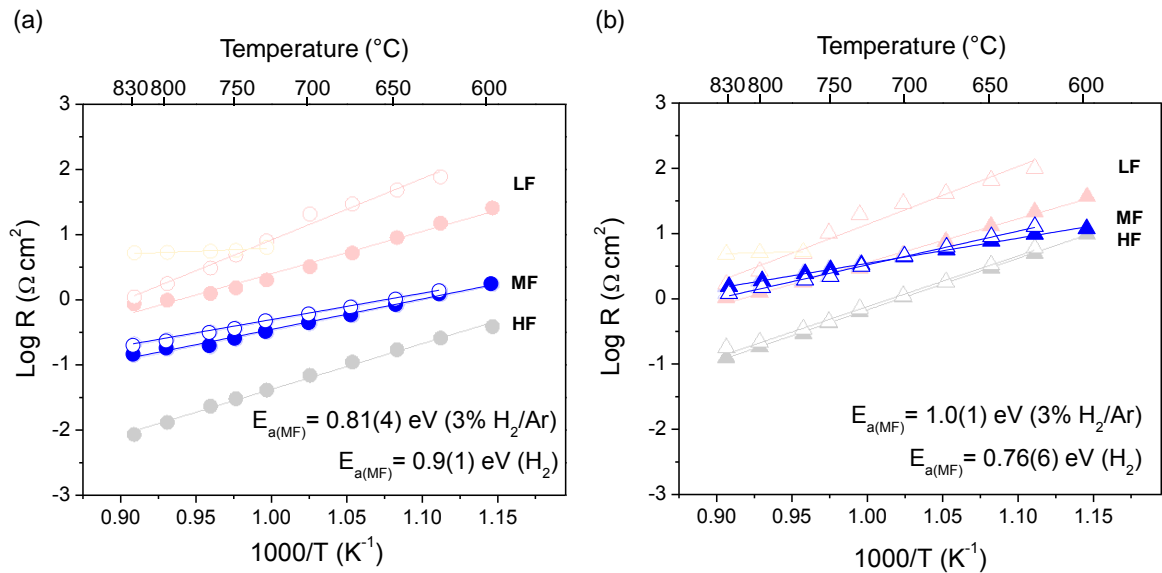 (a)
Temperature (°C)
830 800 750 700 650 600
3
2
1
0
-1
-2
-3
Log R (Ω cm²)
LF
MF
HF
Eₐ₍MF₎= 0.81(4) eV (3% H₂/Ar)
Eₐ₍MF₎= 0.9(1) eV (H₂)
0.90 0.95 1.00 1.05 1.10 1.15
1000/T (K⁻¹)
(b)
Temperature (°C)
830 800 750 700 650 600
3
2
1
0
-1
-2
-3
Log R (Ω cm²)
LF
MF
HF
Eₐ₍MF₎= 1.0(1) eV (3% H₂/Ar)
Eₐ₍MF₎= 0.76(6) eV (H₂)
0.90 0.95 1.00 1.05 1.10 1.15
1000/T (K⁻¹)